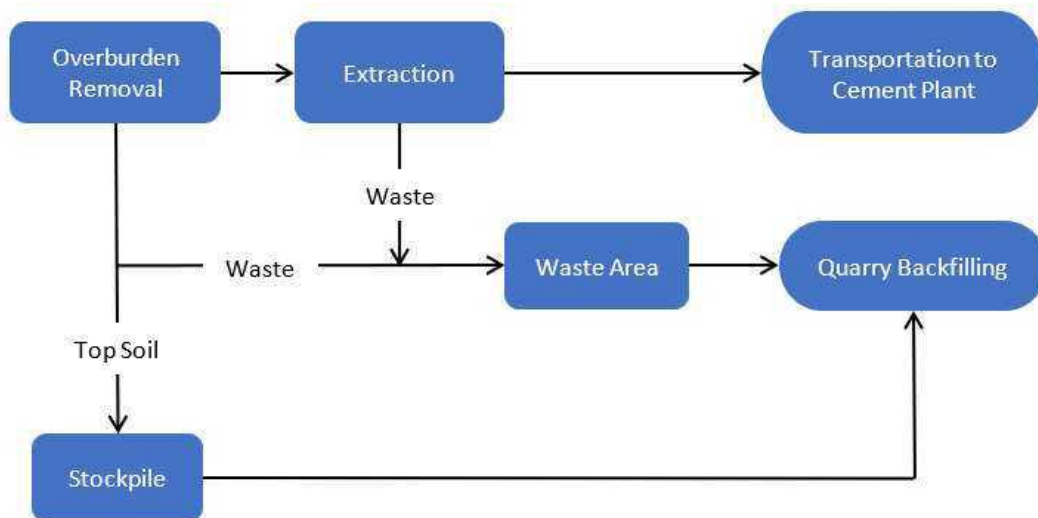 Overburden
Removal
Extraction
Transportation to
Cement Plant
Waste
Waste
Waste Area
Quarry Backfilling
Top Soil
Stockpile